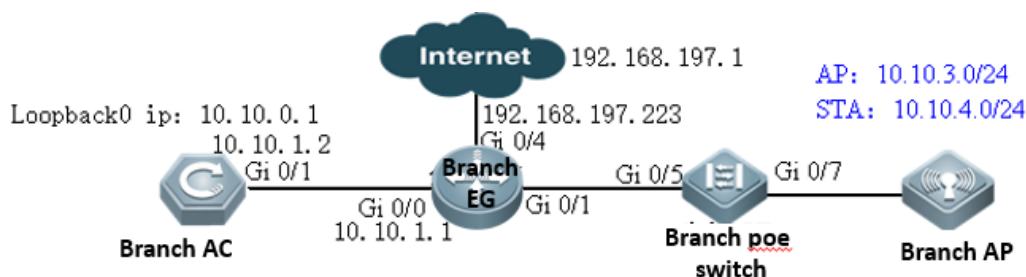 Internet
192.168.197.1
AP: 10.10.3.0/24
STA: 10.10.4.0/24
Loopback0 ip: 10.10.0.1
10.10.1.2
192.168.197.223
Gi 0/4
Gi 0/1
Branch
EG
Gi 0/5
Gi 0/7
Gi 0/0
Gi 0/1
10.10.1.1
Branch AC
Branch poe
switch
Branch AP